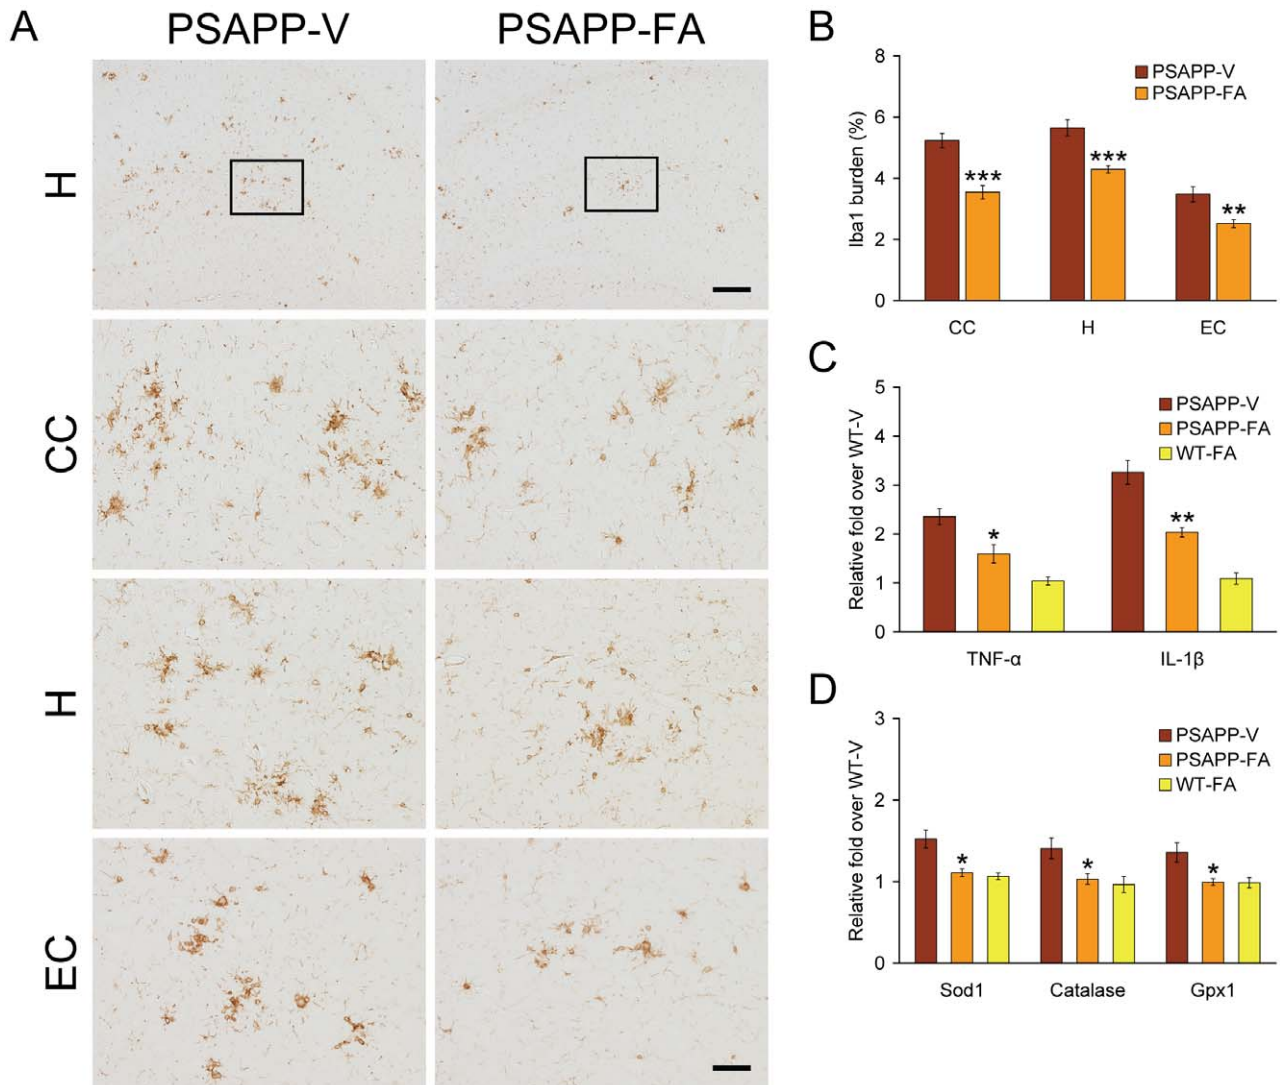 A
PSAPP-V
PSAPP-FA
H
CC
H
EC
B
8
6
4
2
0
Iba1 burden (%)
PSAPP-V
PSAPP-FA
***
***
**
CC
H
EC
C
5
4
3
2
1
0
Relative fold over WT-V
PSAPP-V
PSAPP-FA
WT-FA
*
**
TNF-α
IL-1β
D
3
2
1
0
Relative fold over WT-V
PSAPP-V
PSAPP-FA
WT-FA
*
*
*
Sod1
Catalase
Gpx1